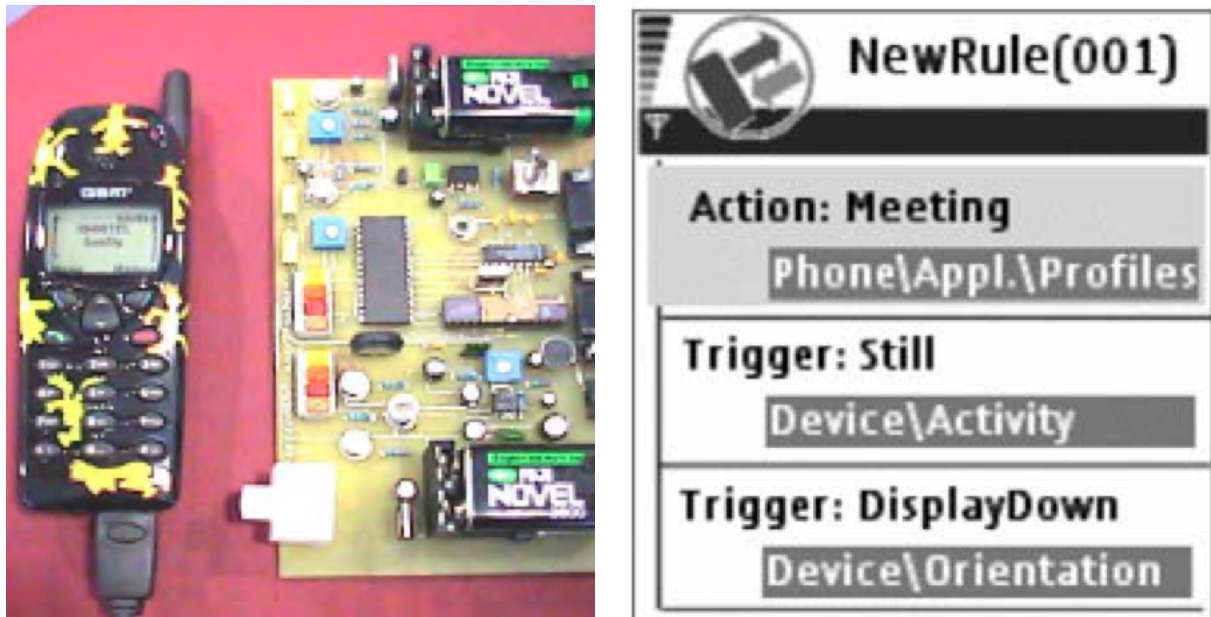 NOVEL
NOVEL
NewRule(001)
Action: Meeting
Phone\Appl.\Profiles
Trigger: Still
Device\Activity
Trigger: DisplayDown
Device\Orientation